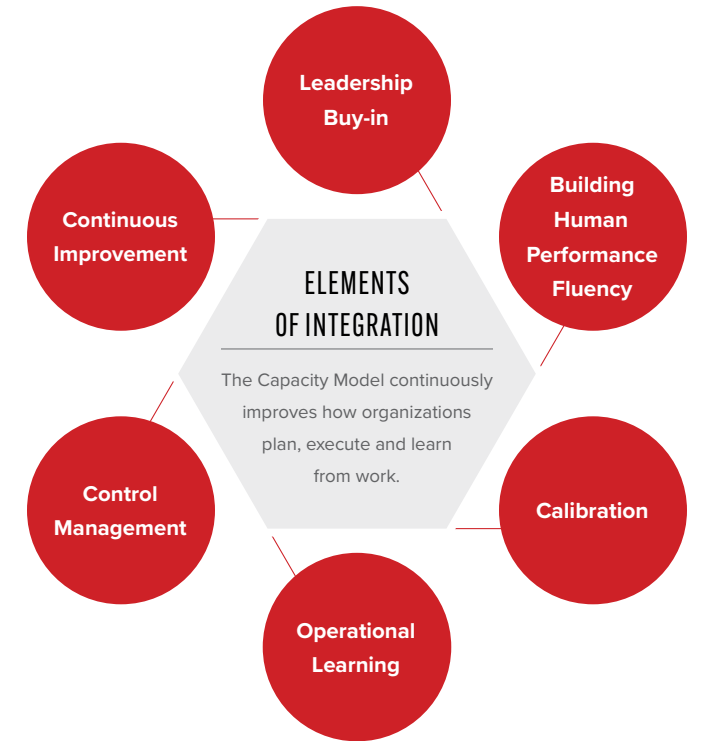 Leadership
Buy-in
Building
Human
Performance
Fluency
Continuous
Improvement
ELEMENTS
OF INTEGRATION
The Capacity Model continuously
improves how organizations
plan, execute and learn
from work.
Control
Management
Calibration
Operational
Learning